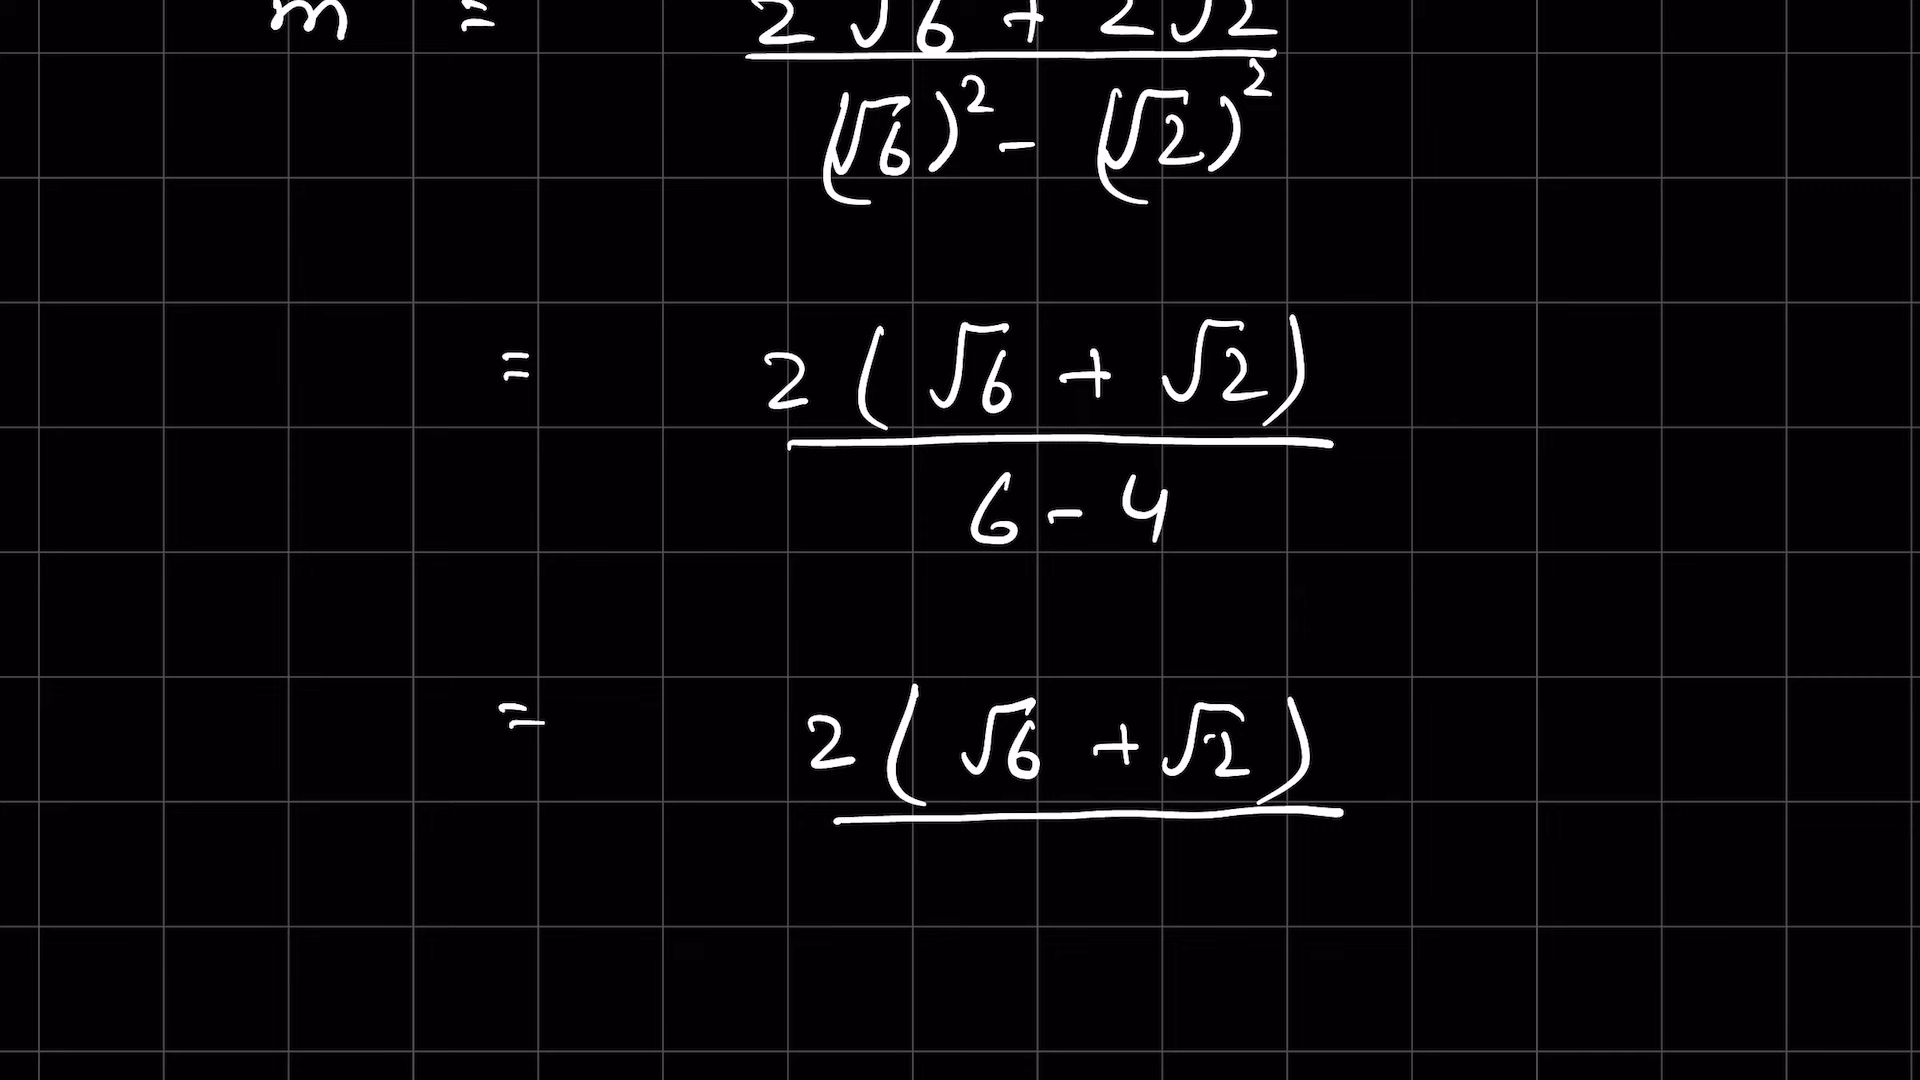 m = 2√6 + 2√2
(√6)² - (√2)²
= 2(√6 + √2)
6 - 4
= 2(√6 + √2)